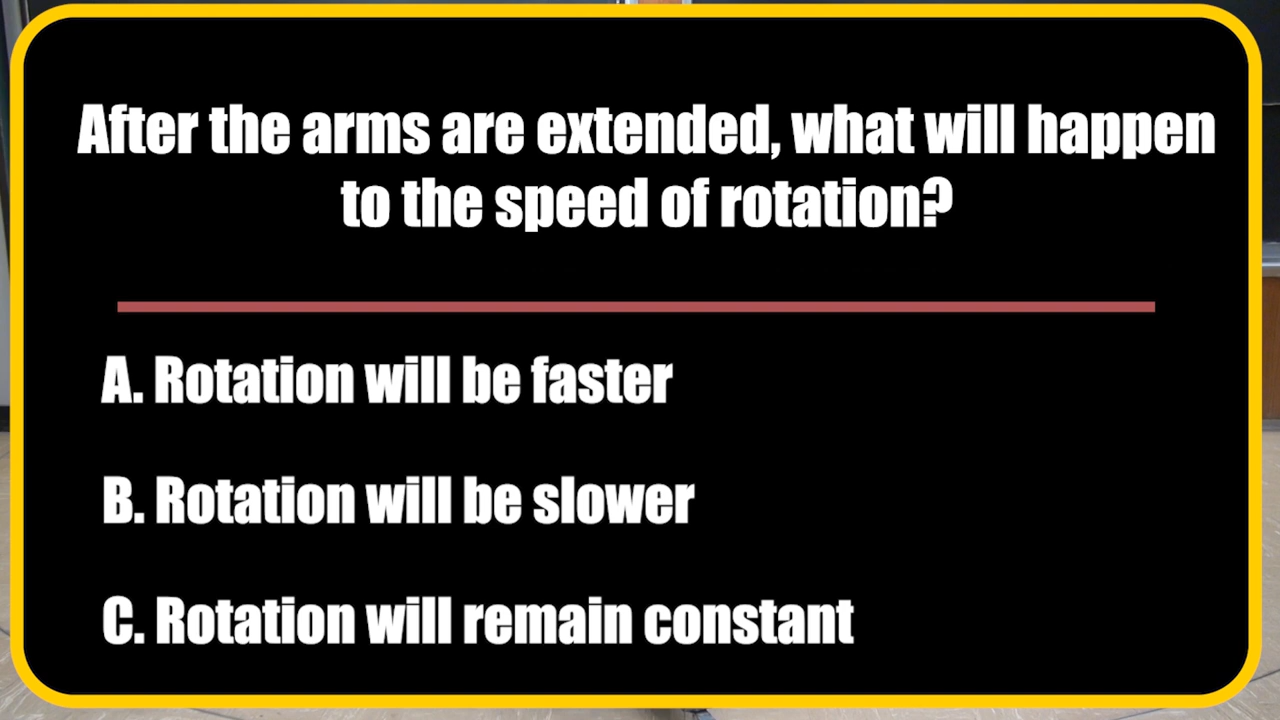 After the arms are extended, what will happen
to the speed of rotation?
A. Rotation will be faster
B. Rotation will be slower
C. Rotation will remain constant